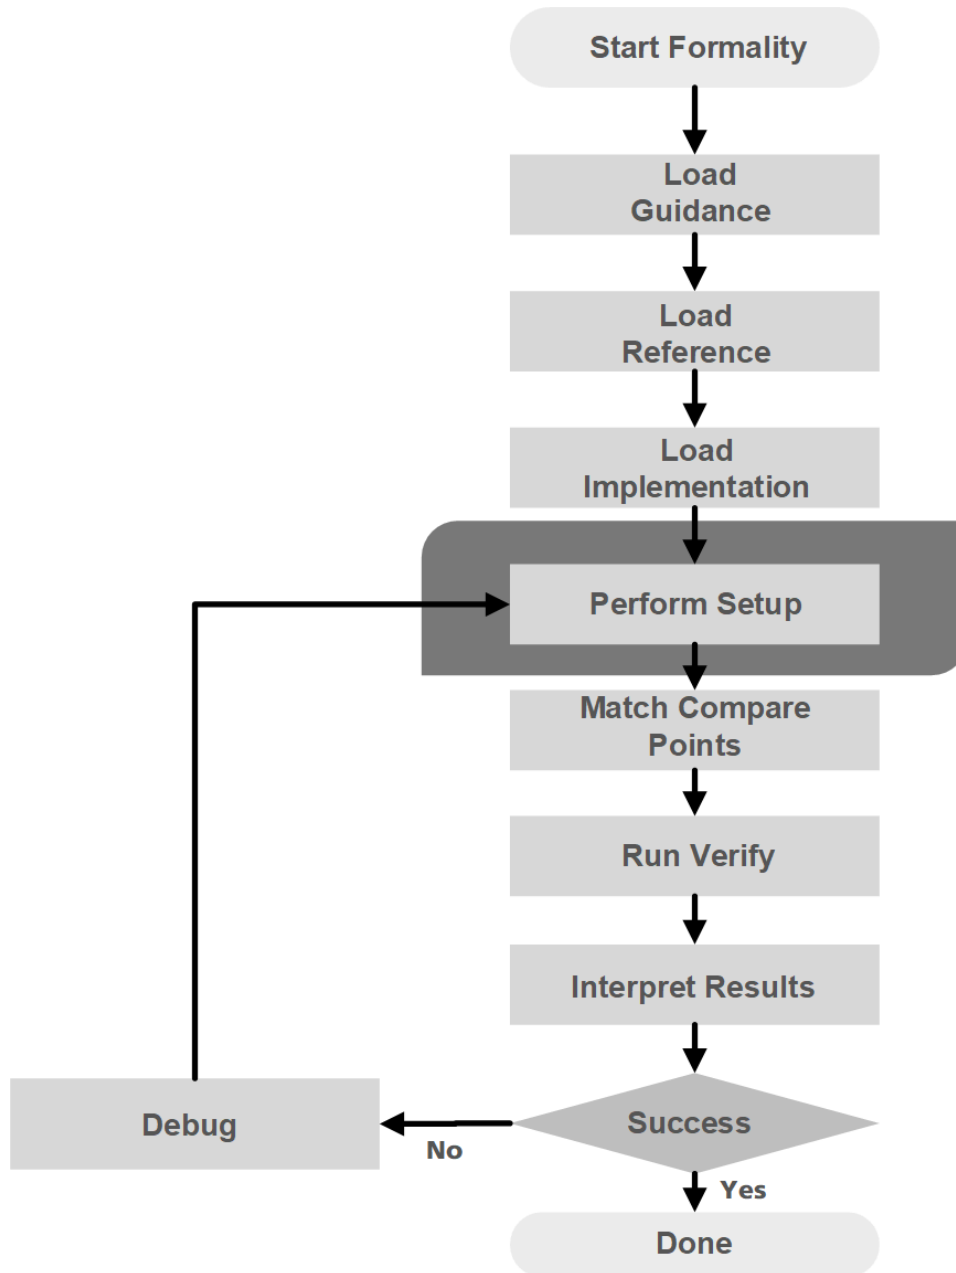 Start Formality
Load
Guidance
Load
Reference
Load
Implementation
Perform Setup
Match Compare
Points
Run Verify
Interpret Results
Success
Debug
No
Yes
Done